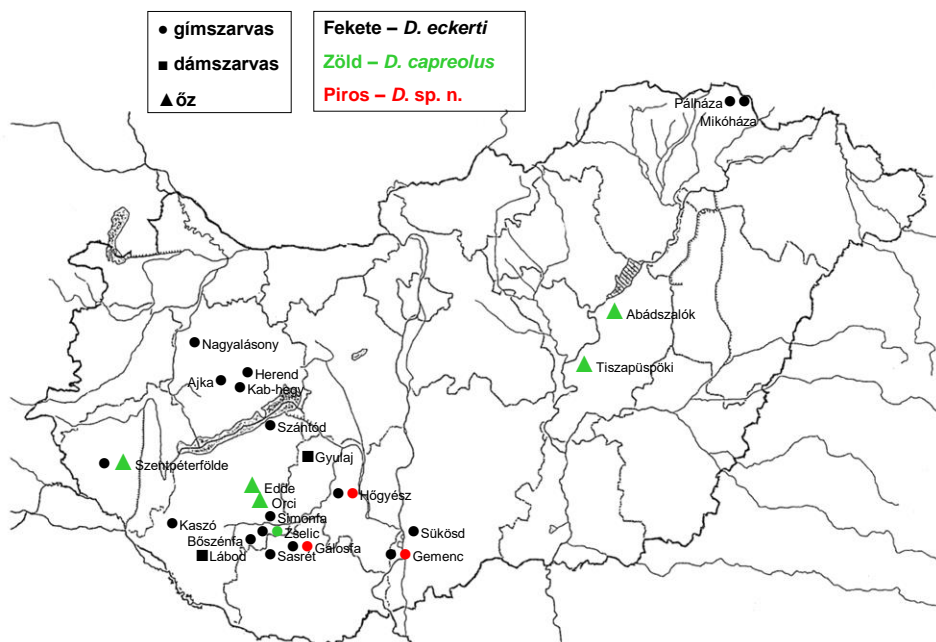 ● gímszarvas
■ dámszarvas
▲ őz
Fekete – D. eckerti
Zöld – D. capreolus
Piros – D. sp. n.
Pálháza
Mikóháza
Abádszalók
Tiszapüspöki
Nagyalásony
Herend
Ajka
Kab-hegy
Szántód
Gyulaj
Szentpéterfölde
Edde
Orci
Hőgyész
Simonfa
Kaszó
Zselic
Sükösd
Bőszénfa
Gálosfa
Lábod
Sasrét
Gemenc